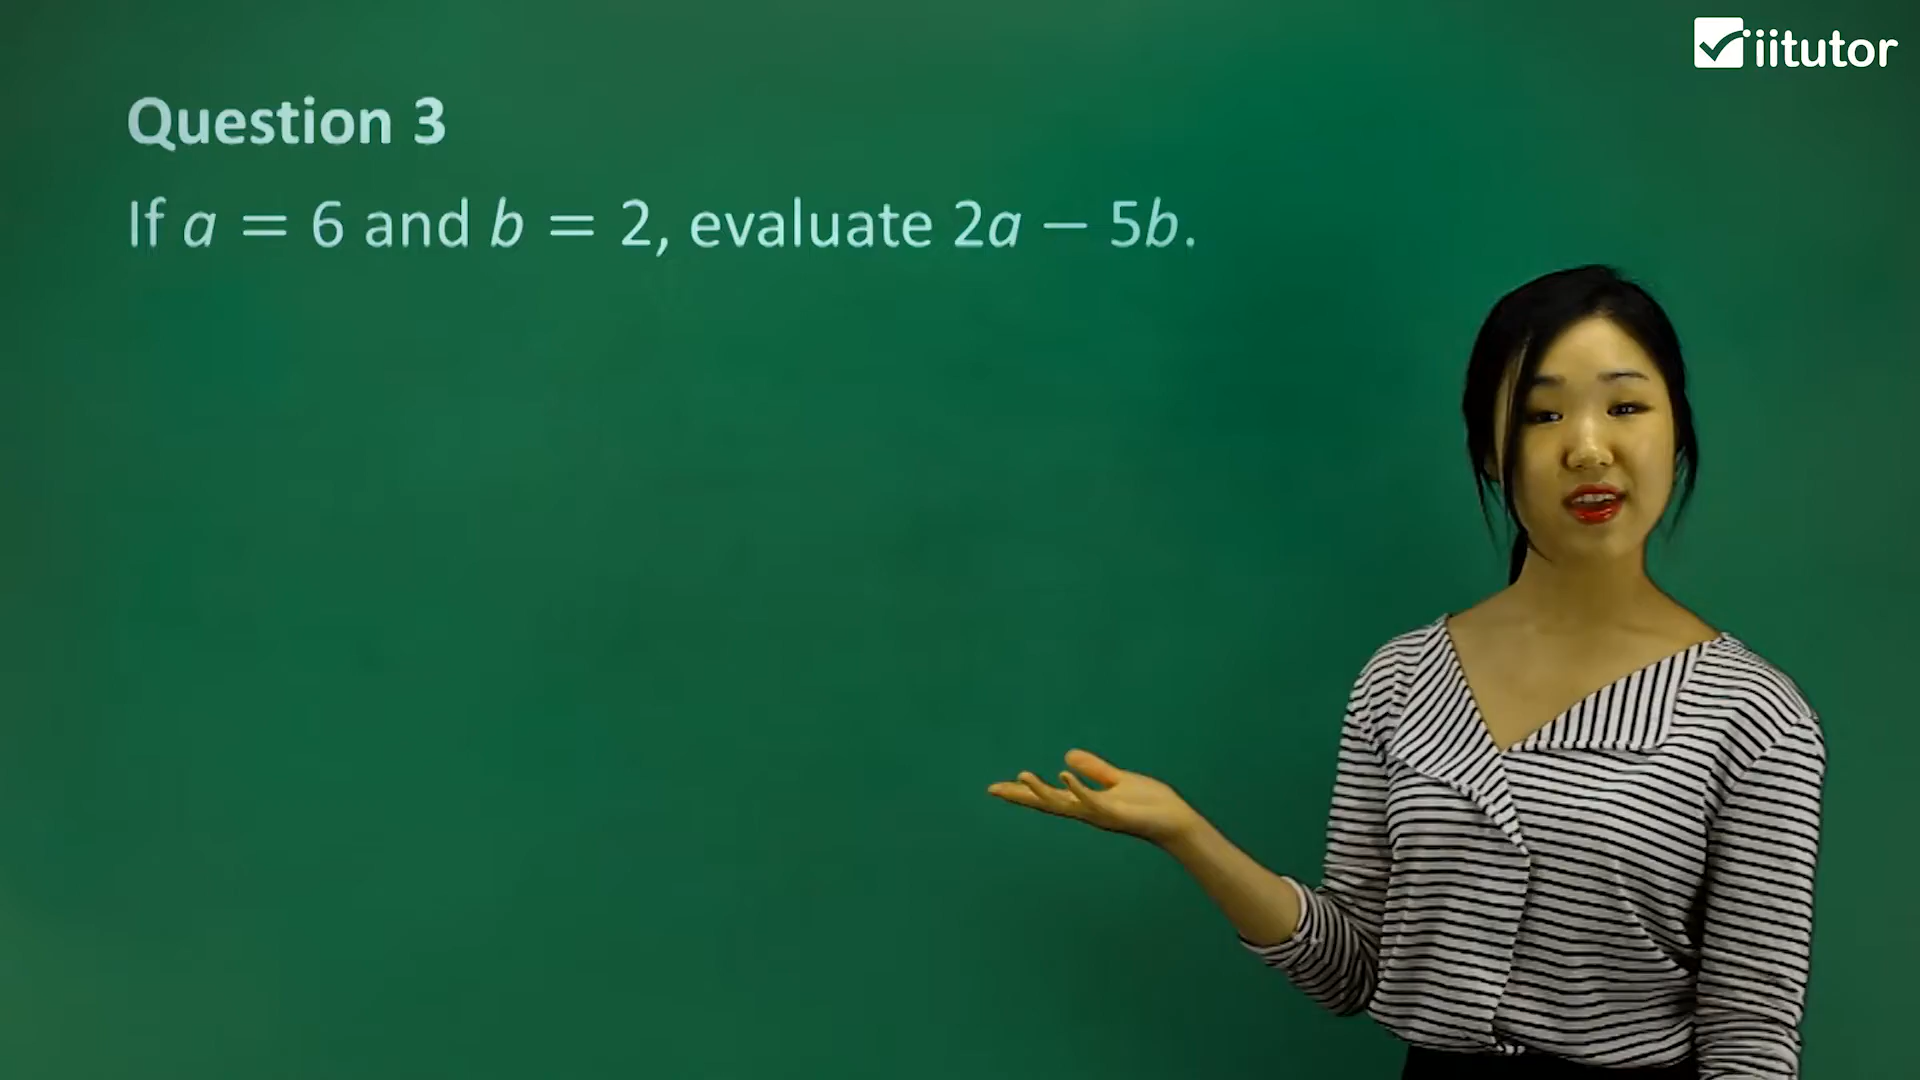 iitutor
Question 3
If a = 6 and b = 2, evaluate 2a − 5b.